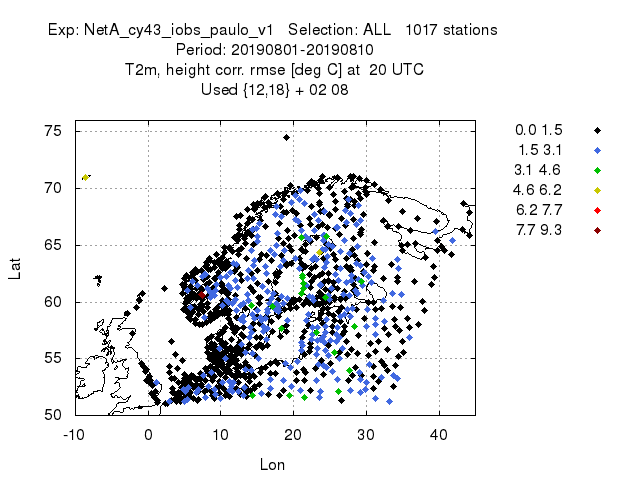 Exp: NetA_cy43_iobs_paulo_v1 Selection: ALL 1017 stations
Period: 20190801-20190810
T2m, height corr. rmse [deg C] at 20 UTC
Used {12,18} + 02 08
75
70
65
60
55
50
-10 0 10 20 30 40
Lat
Lon
0.0 1.5
1.5 3.1
3.1 4.6
4.6 6.2
6.2 7.7
7.7 9.3